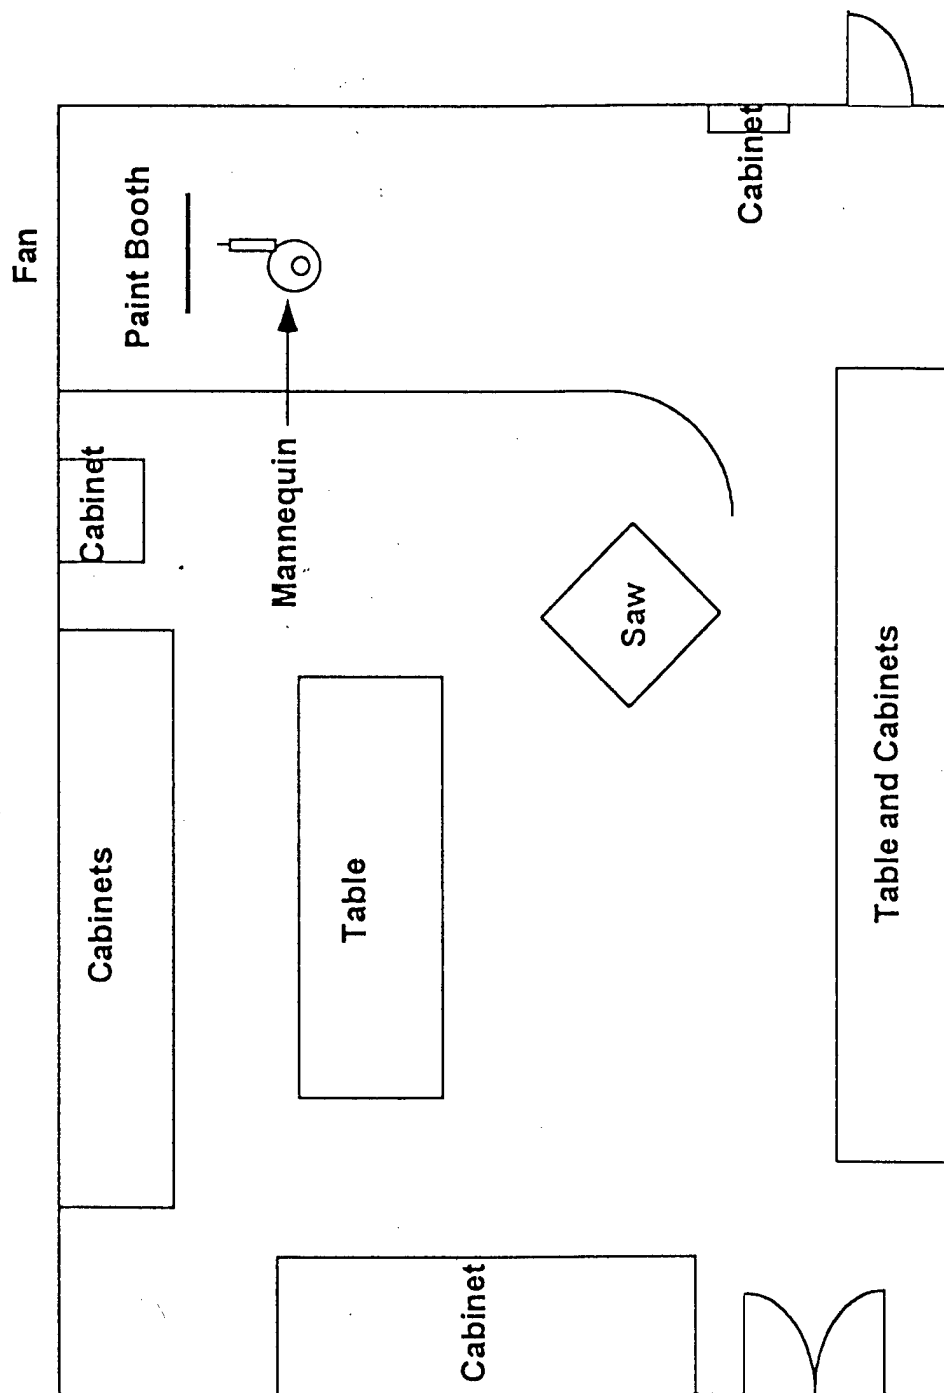 Fan
Paint Booth
Cabinet
Mannequin
Cabinet
Saw
Cabinets
Table
Table and Cabinets
Cabinet